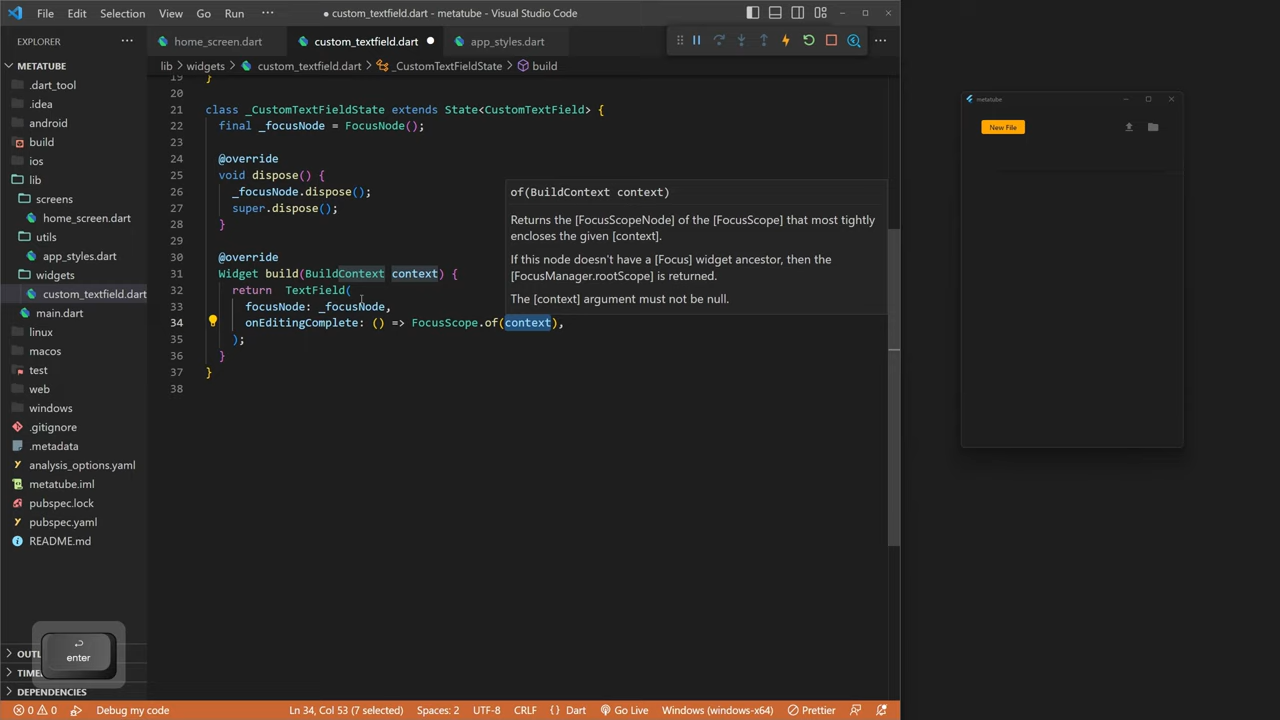 File Edit Selection View Go Run ··· ● custom_textfield.dart - metatube - Visual Studio Code
EXPLORER ···
home_screen.dart custom_textfield.dart ● app_styles.dart
METATUBE
lib > widgets > custom_textfield.dart > _CustomTextFieldState > build
.dart_tool
.idea
android
build
ios
lib
screens
home_screen.dart
utils
app_styles.dart
widgets
custom_textfield.dart
main.dart
linux
macos
test
web
windows
.gitignore
.metadata
analysis_options.yaml
metatube.iml
pubspec.lock
pubspec.yaml
README.md
TIME
DEPENDENCIES
19 }
20
21 class _CustomTextFieldState extends State<CustomTextField> {
22 final _focusNode = FocusNode();
23
24 @override
25 void dispose() {
26 _focusNode.dispose();
27 super.dispose();
28 }
29
30 @override
31 Widget build(BuildContext context) {
32 return TextField(
33 focusNode: _focusNode,
34 onEditingComplete: () => FocusScope.of(context),
35 );
36 }
37 }
38
of(BuildContext context)
Returns the [FocusScopeNode] of the [FocusScope] that most tightly
encloses the given [context].
If this node doesn't have a [Focus] widget ancestor, then the
[FocusManager.rootScope] is returned.
The [context] argument must not be null.
metatube
New File
enter
0 0 Debug my code Ln 34, Col 53 (7 selected) Spaces: 2 UTF-8 CRLF {} Dart Go Live Windows (windows-x64) Prettier